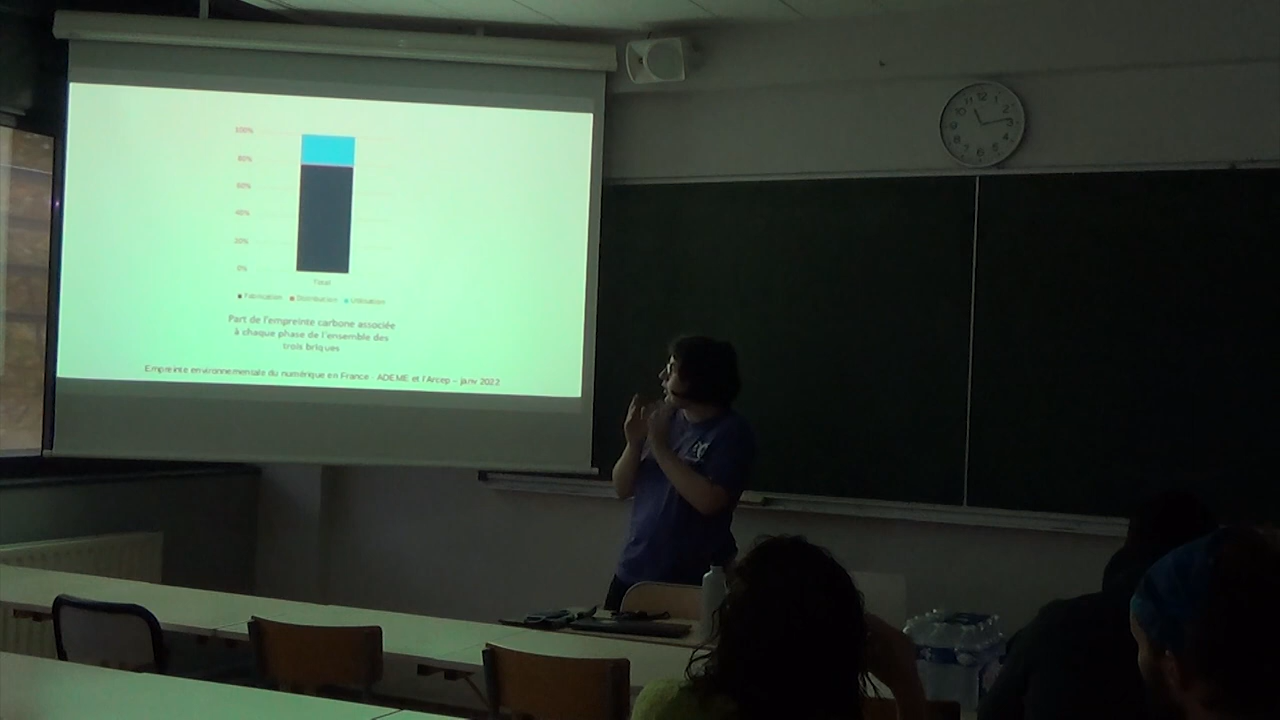 100%
80%
60%
40%
20%
0%
Total
Fabrication Distribution Utilisation
Part de l'empreinte carbone associée
à chaque phase de l'ensemble des
trois briques
Empreinte environnementale du numérique en France - ADEME et l'Arcep – janv 2022